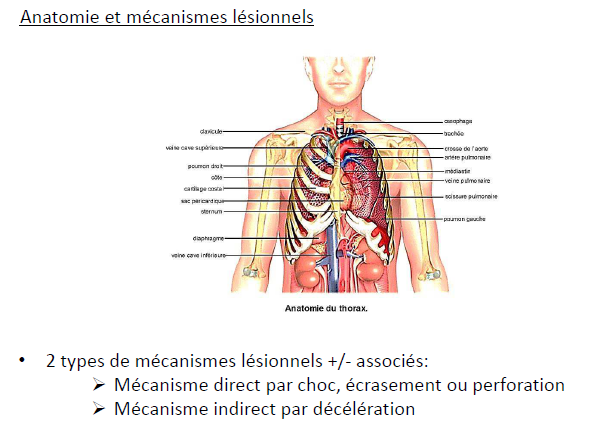 Anatomie et mécanismes lésionnels
œsophage
clavicule
trachée
veine cave supérieure
crosse de l'aorte
artère pulmonaire
poumon droit
médiastin
côte
veine pulmonaire
cartilage costal
scissure pulmonaire
sac péricardique
sternum
poumon gauche
diaphragme
veine cave inférieure
Anatomie du thorax.
• 2 types de mécanismes lésionnels +/- associés:
➢ Mécanisme direct par choc, écrasement ou perforation
➢ Mécanisme indirect par décélération